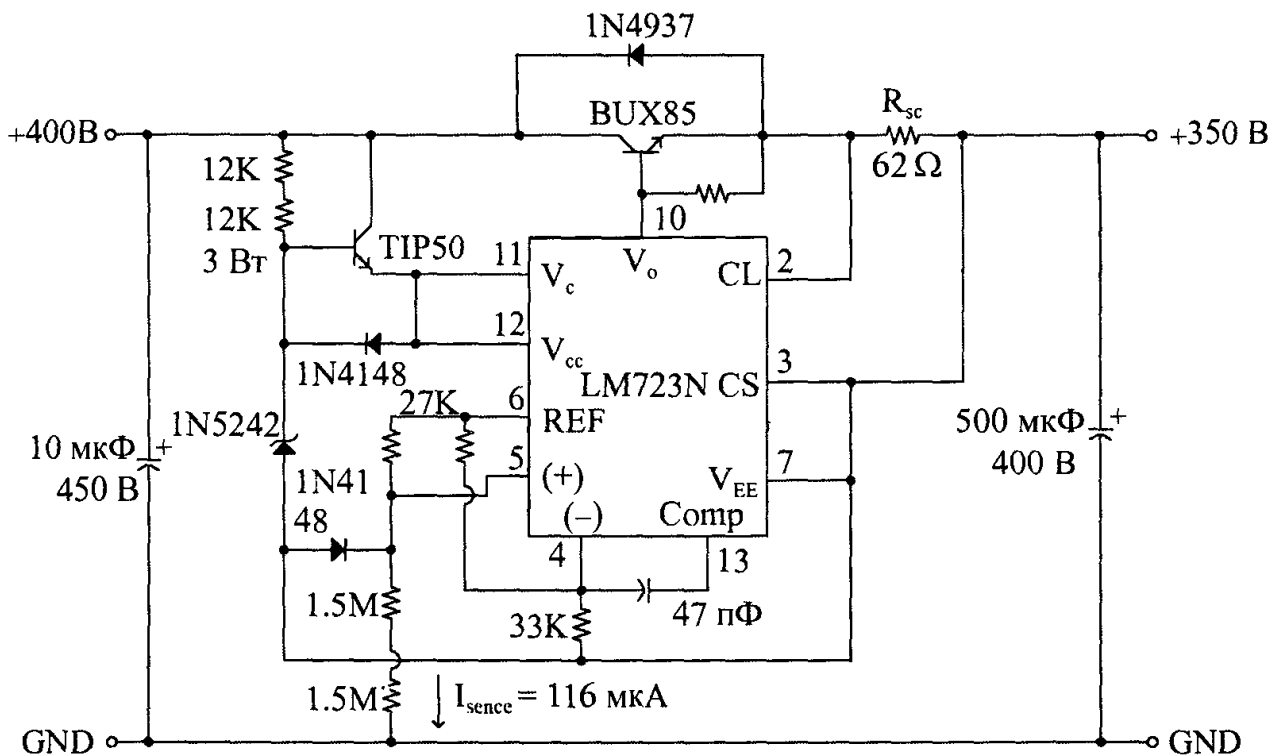 1N4937
BUX85
R_sc
+400В
+350 В
62 Ω
12K
12K
3 Вт
TIP50
10
11
V_o
CL
2
V_c
12
V_cc
3
1N4148
LM723N CS
27K
6
REF
1N5242
10 мкФ
+
450 В
500 мкФ
+
400 В
5
(+)
7
V_EE
1N41
48
(–)
Comp
4
13
1.5M
33K
47 пФ
1.5M
I_sence = 116 мкА
GND
GND